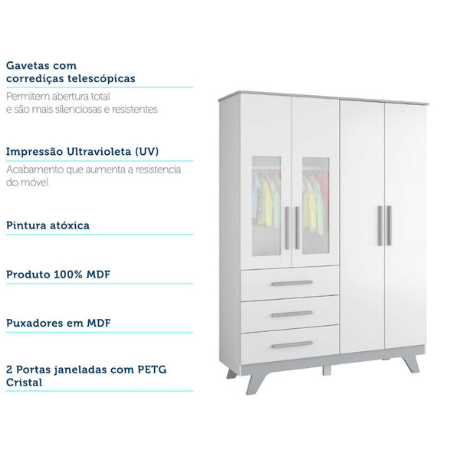 Gavetas com
corrediças telescópicas
Permitem abertura total
e são mais silenciosas e resistentes
Impressão Ultravioleta (UV)
Acabamento que aumenta a resistencia
do móvel
Pintura atóxica
Produto 100% MDF
Puxadores em MDF
2 Portas janeladas com PETG
Cristal